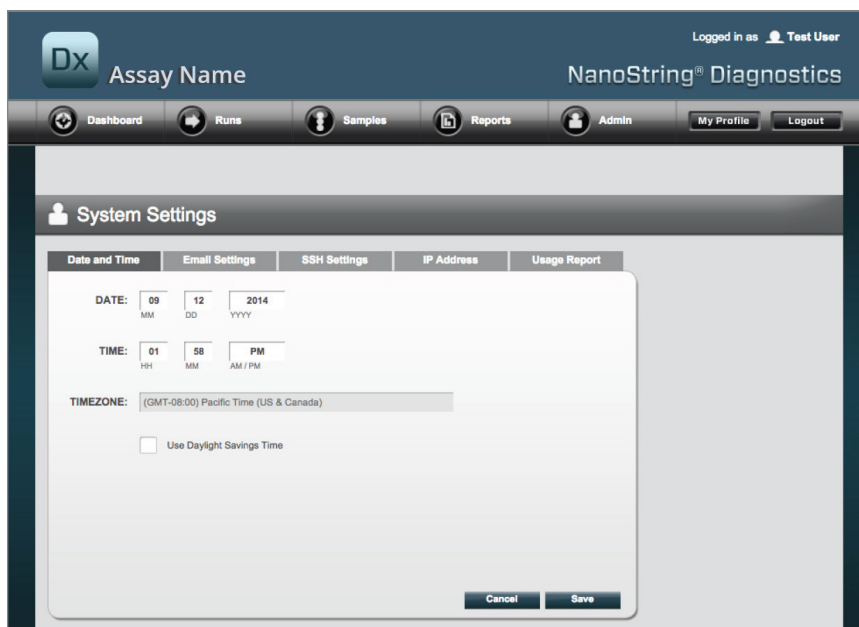 Logged in as Test User
Dx Assay Name
NanoString® Diagnostics
Dashboard Runs Samples Reports Admin My Profile Logout
System Settings
Date and Time Email Settings SSH Settings IP Address Usage Report
DATE: 09 12 2014
MM DD YYYY
TIME: 01 58 PM
HH MM AM / PM
TIMEZONE: (GMT-08:00) Pacific Time (US & Canada)
Use Daylight Savings Time
Cancel Save